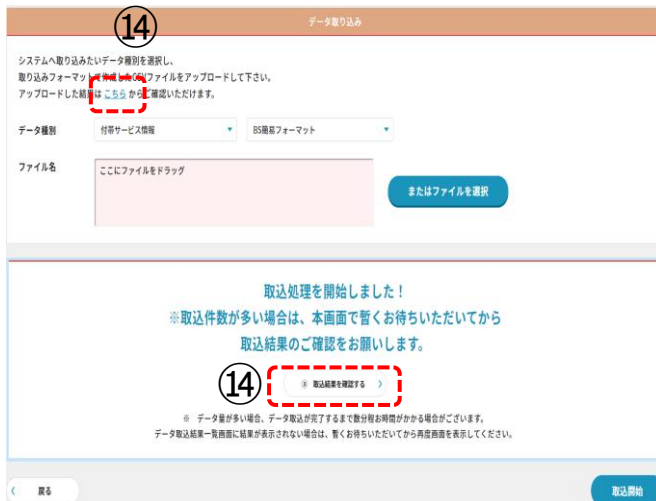 データ取り込み
⑭
システムへ取り込みたいデータ種別を選択し、
取り込みフォーマットで作成したCSVファイルをアップロードして下さい。
アップロードした結果は こちら からご確認いただけます。
データ種別
付帯サービス情報
BS簡易フォーマット
ファイル名
ここにファイルをドラッグ
またはファイルを選択
取込処理を開始しました！
※取込件数が多い場合は、本画面で暫くお待ちいただいてから
取込結果のご確認をお願いします。
⑭
取込結果を確認する
※ データ量が多い場合、データ取込が完了するまで数分程お時間がかかる場合がございます。
データ取込結果一覧画面に結果が表示されない場合は、暫くお待ちいただいてから再度画面を表示してください。
戻る
取込開始